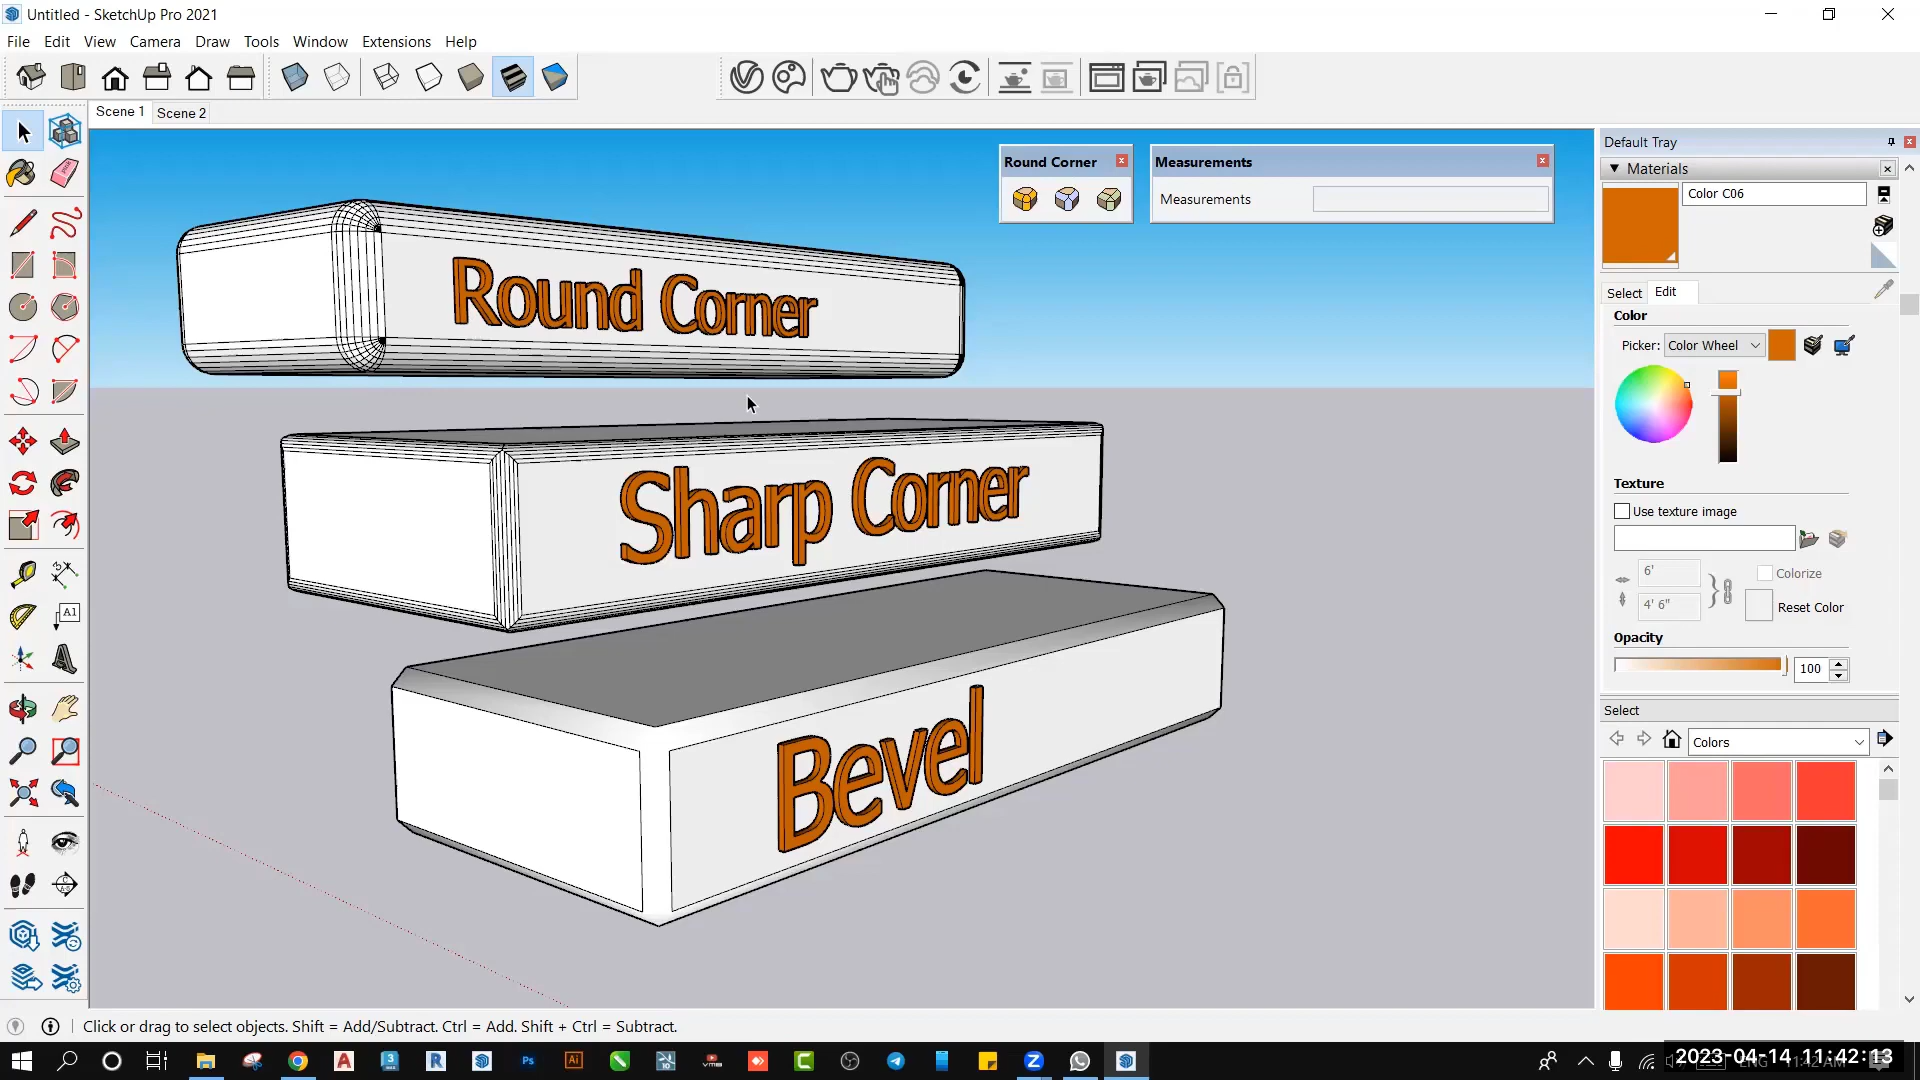 Untitled - SketchUp Pro 2021
File Edit View Camera Draw Tools Window Extensions Help
Scene 1 Scene 2
Round Corner
Measurements
Measurements
Default Tray
Materials
Color C06
Select Edit
Color
Picker: Color Wheel
Texture
Use texture image
6'
Colorize
4' 6"
Reset Color
Opacity
100
Select
Colors
Round Corner
Sharp Corner
Bevel
A1
Click or drag to select objects. Shift = Add/Subtract. Ctrl = Add. Shift + Ctrl = Subtract.
2023-04-14 11:42:13